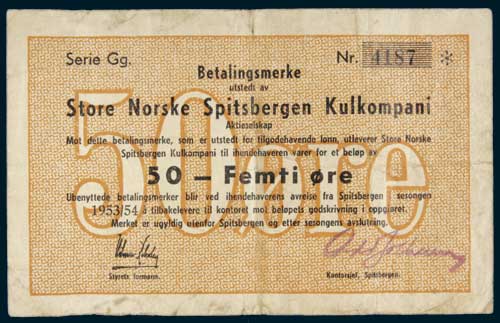 Serie Gg.
Nr. 4187 *
Betalingsmerke
utstedt av
Store Norske Spitsbergen Kulkompani
Aktieselskap
Mot dette betalingsmerke, som er utstedt for tilgodehavende lønn, utleverer Store Norske
Spitsbergen Kulkompani til ihendehaveren varer for et beløp av
50 — Femti øre
Ubenyttede betalingsmerker blir ved ihendehaverens avreise fra Spitsbergen i sesongen
1953/54 å tilbakelevere til kontoret mot beløpets godskrivning i oppgjøret.
Merket er ugyldig utenfor Spitsbergen og etter sesongens avslutning.
Styrets formann.
Kontorsjef, Spitsbergen.
50 øre